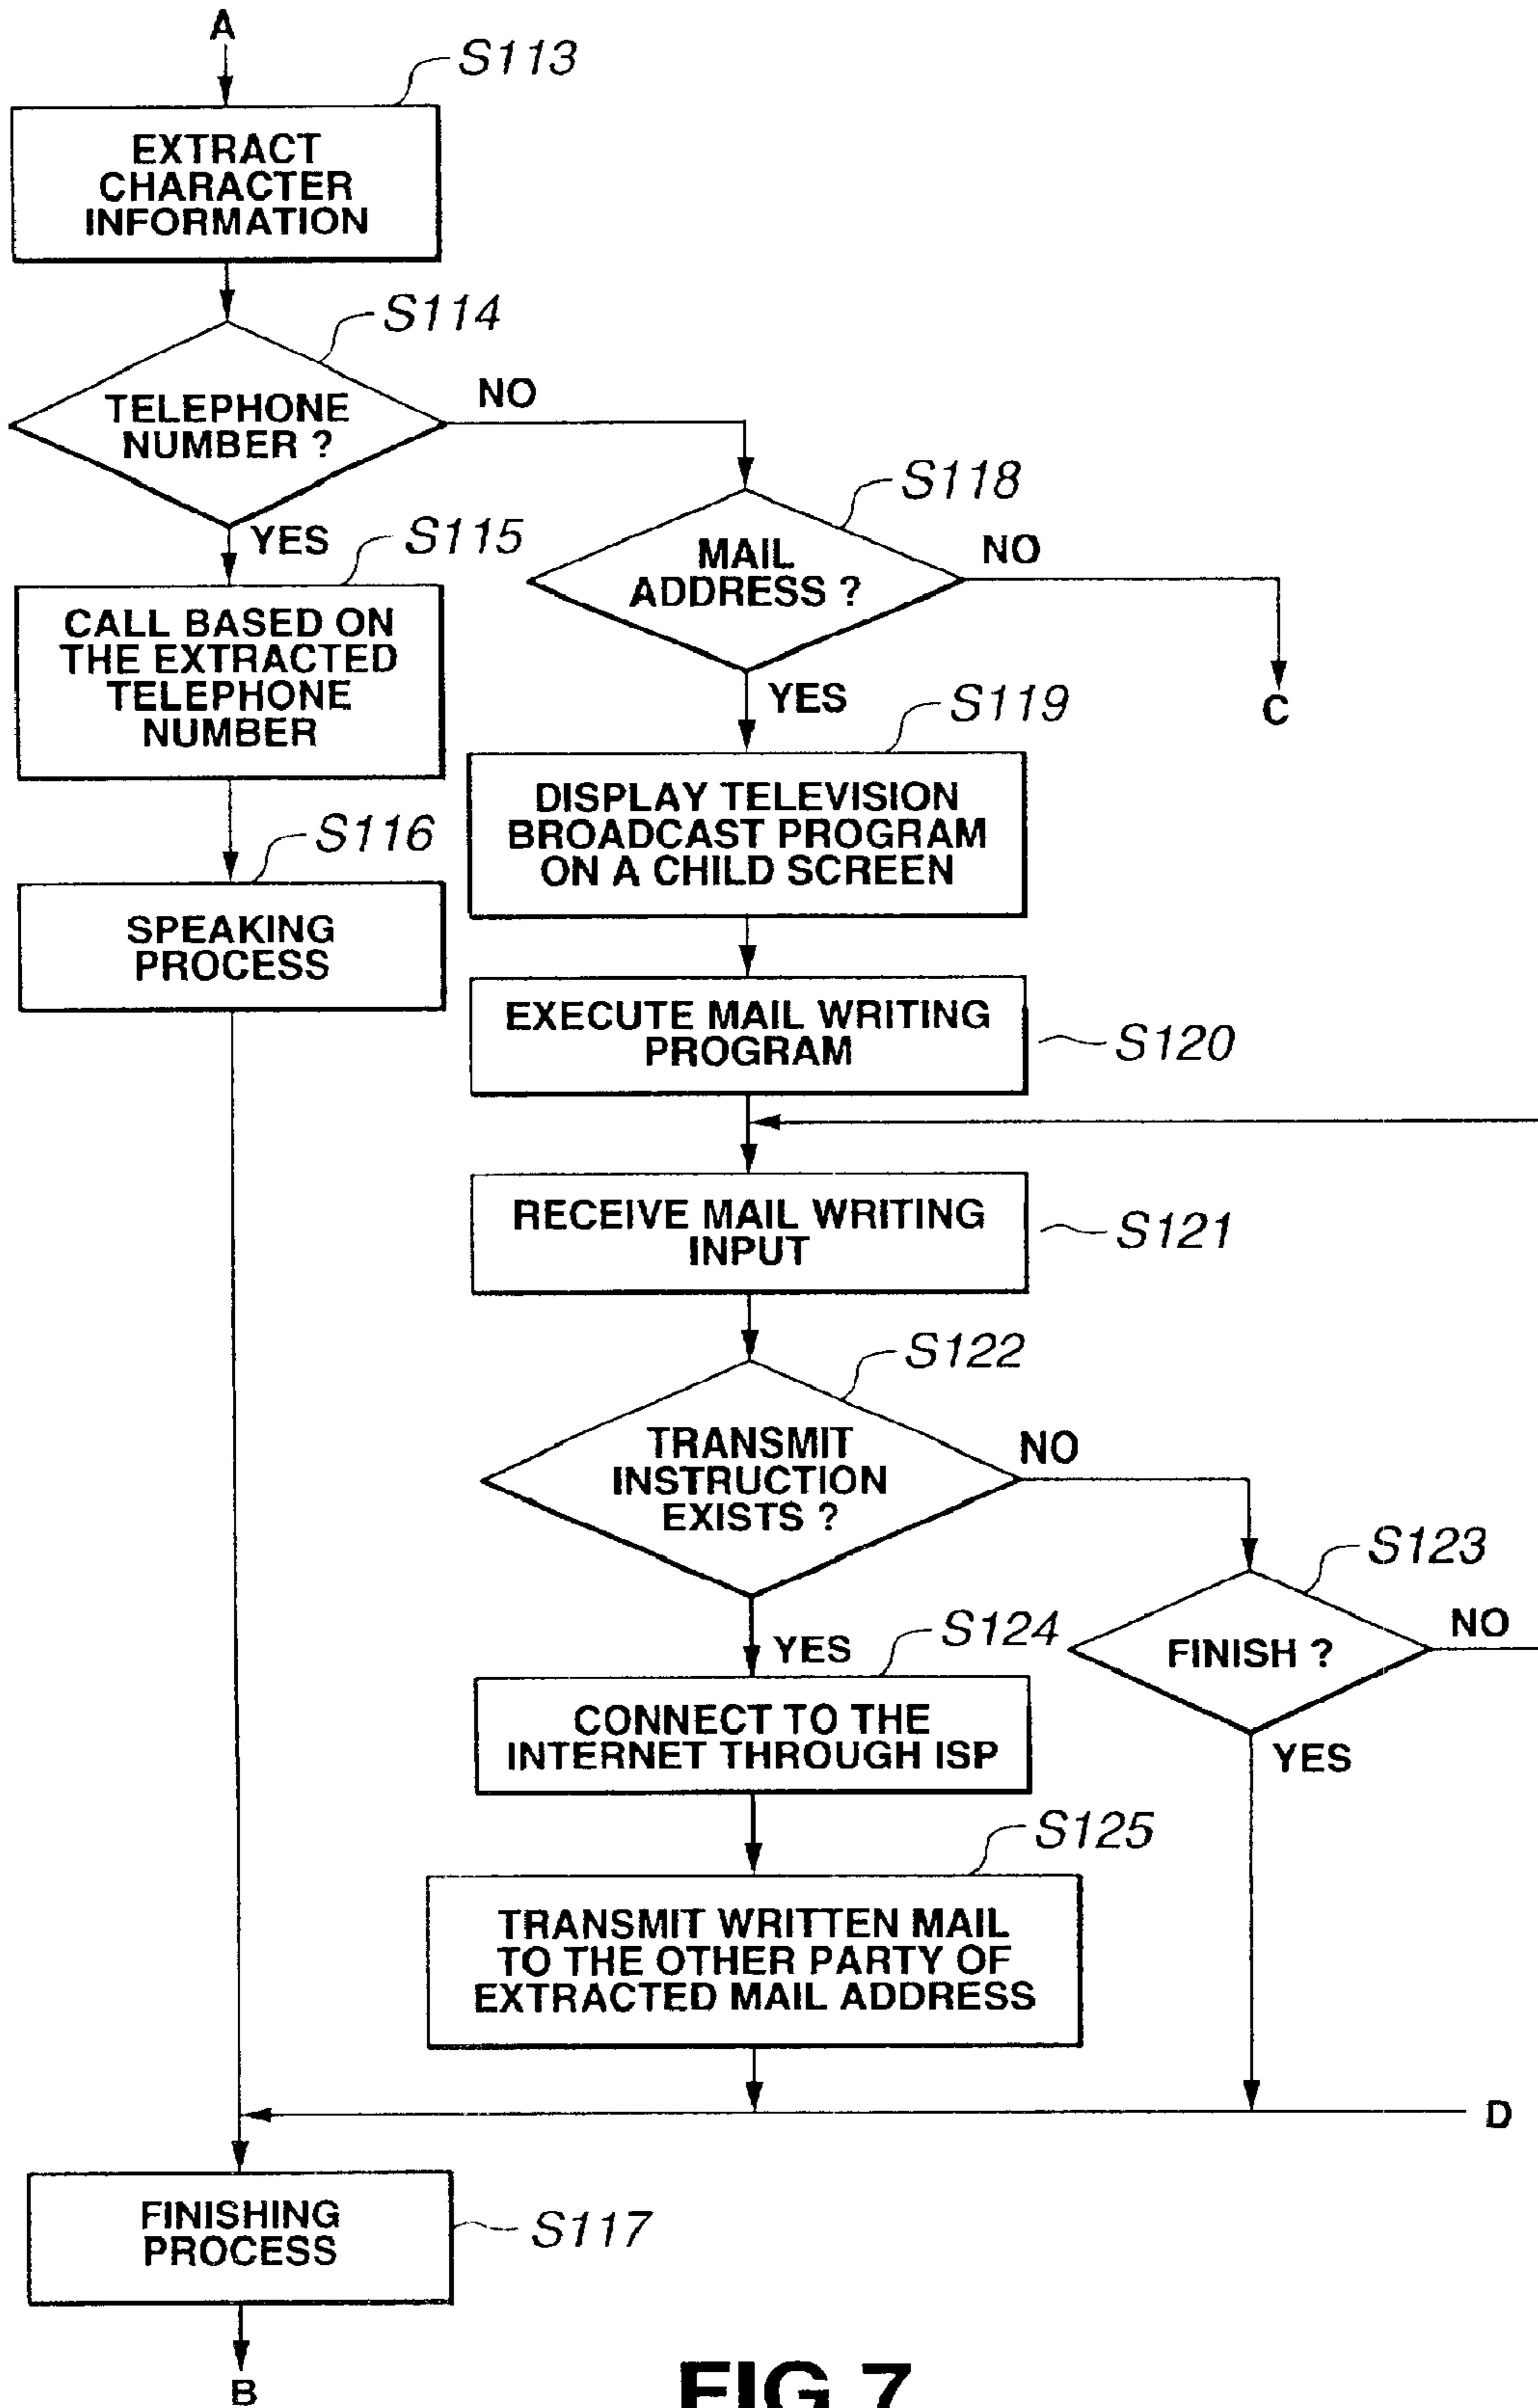 A
S113
EXTRACT
CHARACTER
INFORMATION
S114
TELEPHONE
NUMBER ?
NO
YES
S118
MAIL
ADDRESS ?
NO
C
YES
S115
CALL BASED ON
THE EXTRACTED
TELEPHONE
NUMBER
S116
SPEAKING
PROCESS
S119
DISPLAY TELEVISION
BROADCAST PROGRAM
ON A CHILD SCREEN
EXECUTE MAIL WRITING
PROGRAM
S120
RECEIVE MAIL WRITING
INPUT
S121
S122
TRANSMIT
INSTRUCTION
EXISTS ?
NO
YES
S123
FINISH ?
NO
YES
S124
CONNECT TO THE
INTERNET THROUGH ISP
S125
TRANSMIT WRITTEN MAIL
TO THE OTHER PARTY OF
EXTRACTED MAIL ADDRESS
D
FINISHING
PROCESS
S117
B
FIG.7